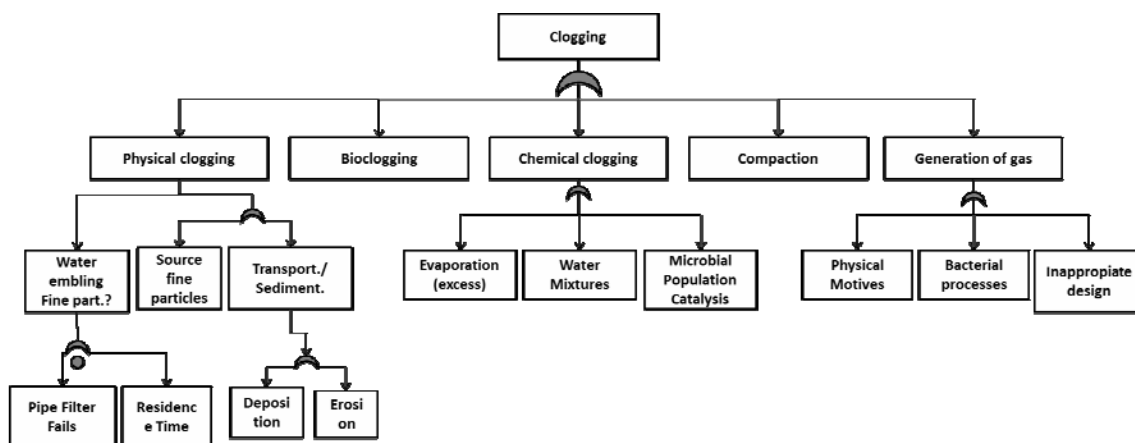 Clogging
Physical clogging
Bioclogging
Chemical clogging
Compaction
Generation of gas
Water
embling
Fine part.?
Source
fine
particles
Transport./
Sediment.
Evaporation
(excess)
Water
Mixtures
Microbial
Population
Catalysis
Physical
Motives
Bacterial
processes
Inappropiate
design
Pipe Filter
Fails
Residenc
e Time
Deposi
tion
Erosi
on